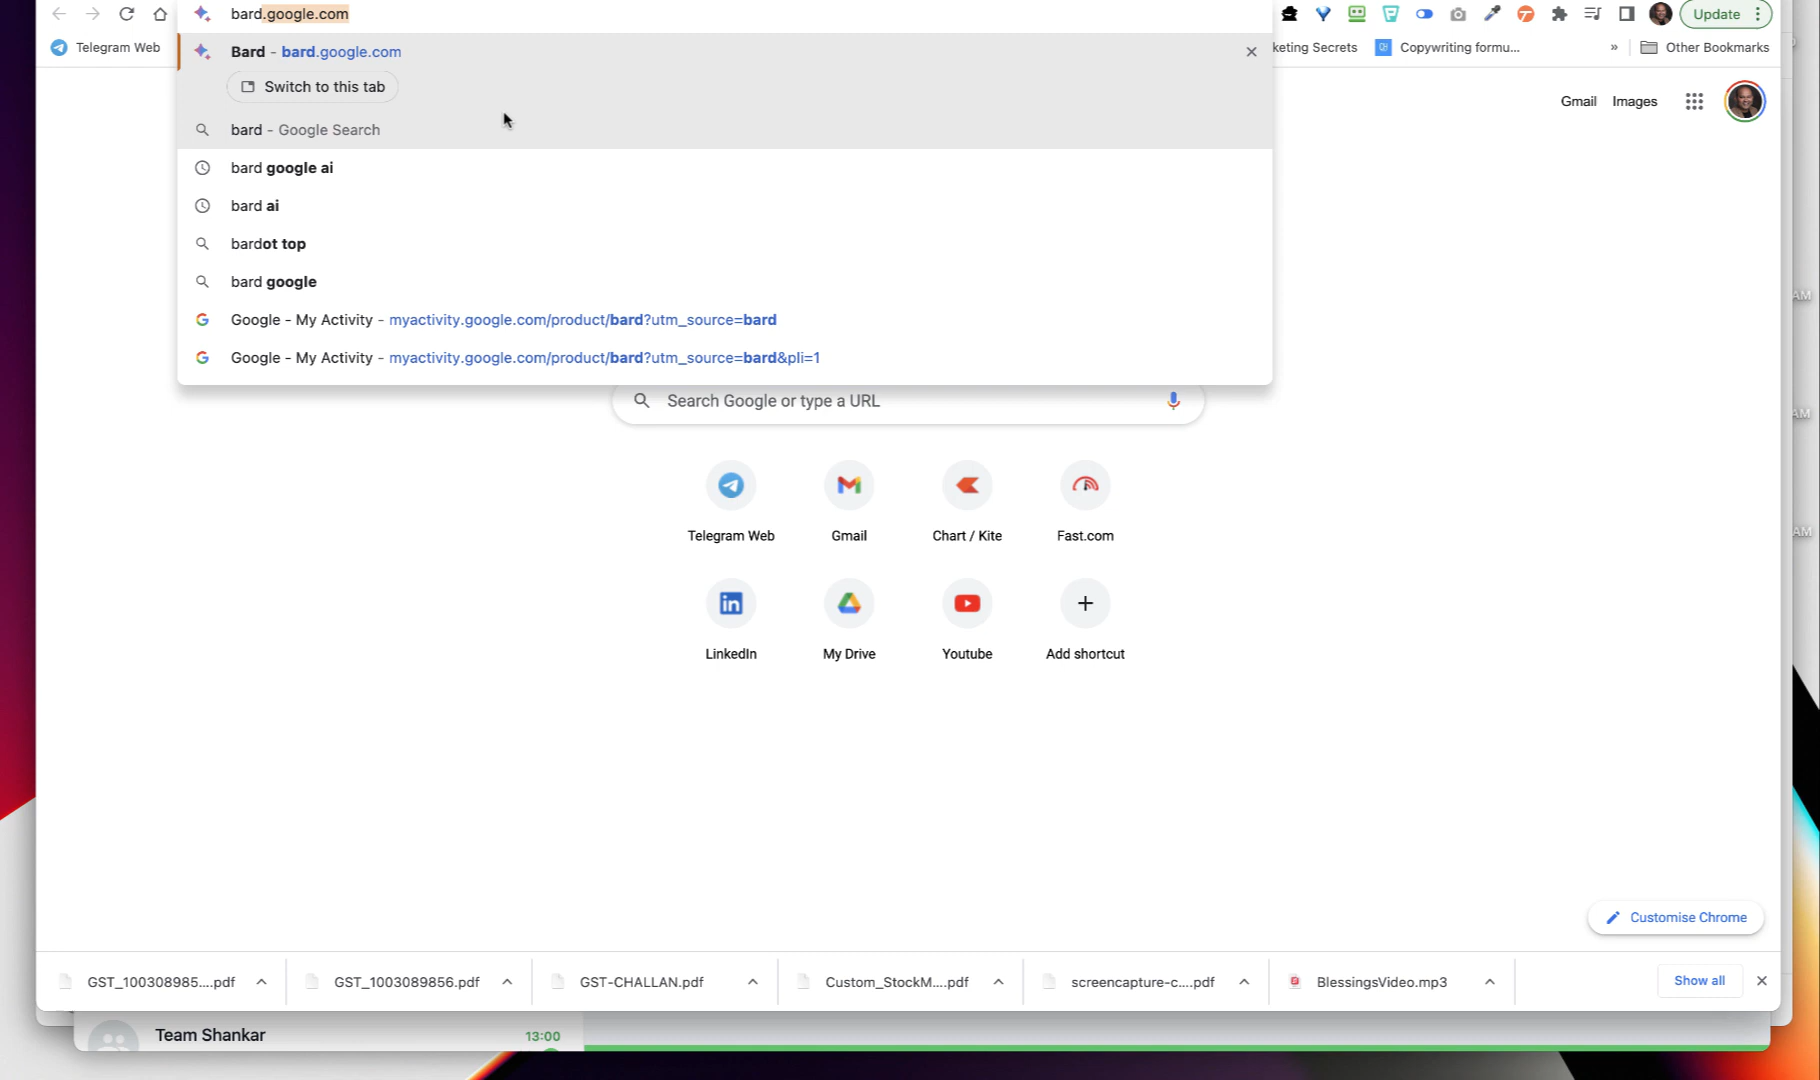 bard.google.com
Update
Telegram Web
Bard - bard.google.com
keting Secrets
Copywriting formu...
»
Other Bookmarks
Switch to this tab
Gmail
Images
bard - Google Search
bard google ai
bard ai
bardot top
bard google
Google - My Activity - myactivity.google.com/product/bard?utm_source=bard
Google - My Activity - myactivity.google.com/product/bard?utm_source=bard&pli=1
Search Google or type a URL
Telegram Web
Gmail
Chart / Kite
Fast.com
LinkedIn
My Drive
Youtube
Add shortcut
Customise Chrome
GST_100308985....pdf
GST_1003089856.pdf
GST-CHALLAN.pdf
Custom_StockM....pdf
screencapture-c....pdf
BlessingsVideo.mp3
Show all
Team Shankar
13:00
AM
AM
AM